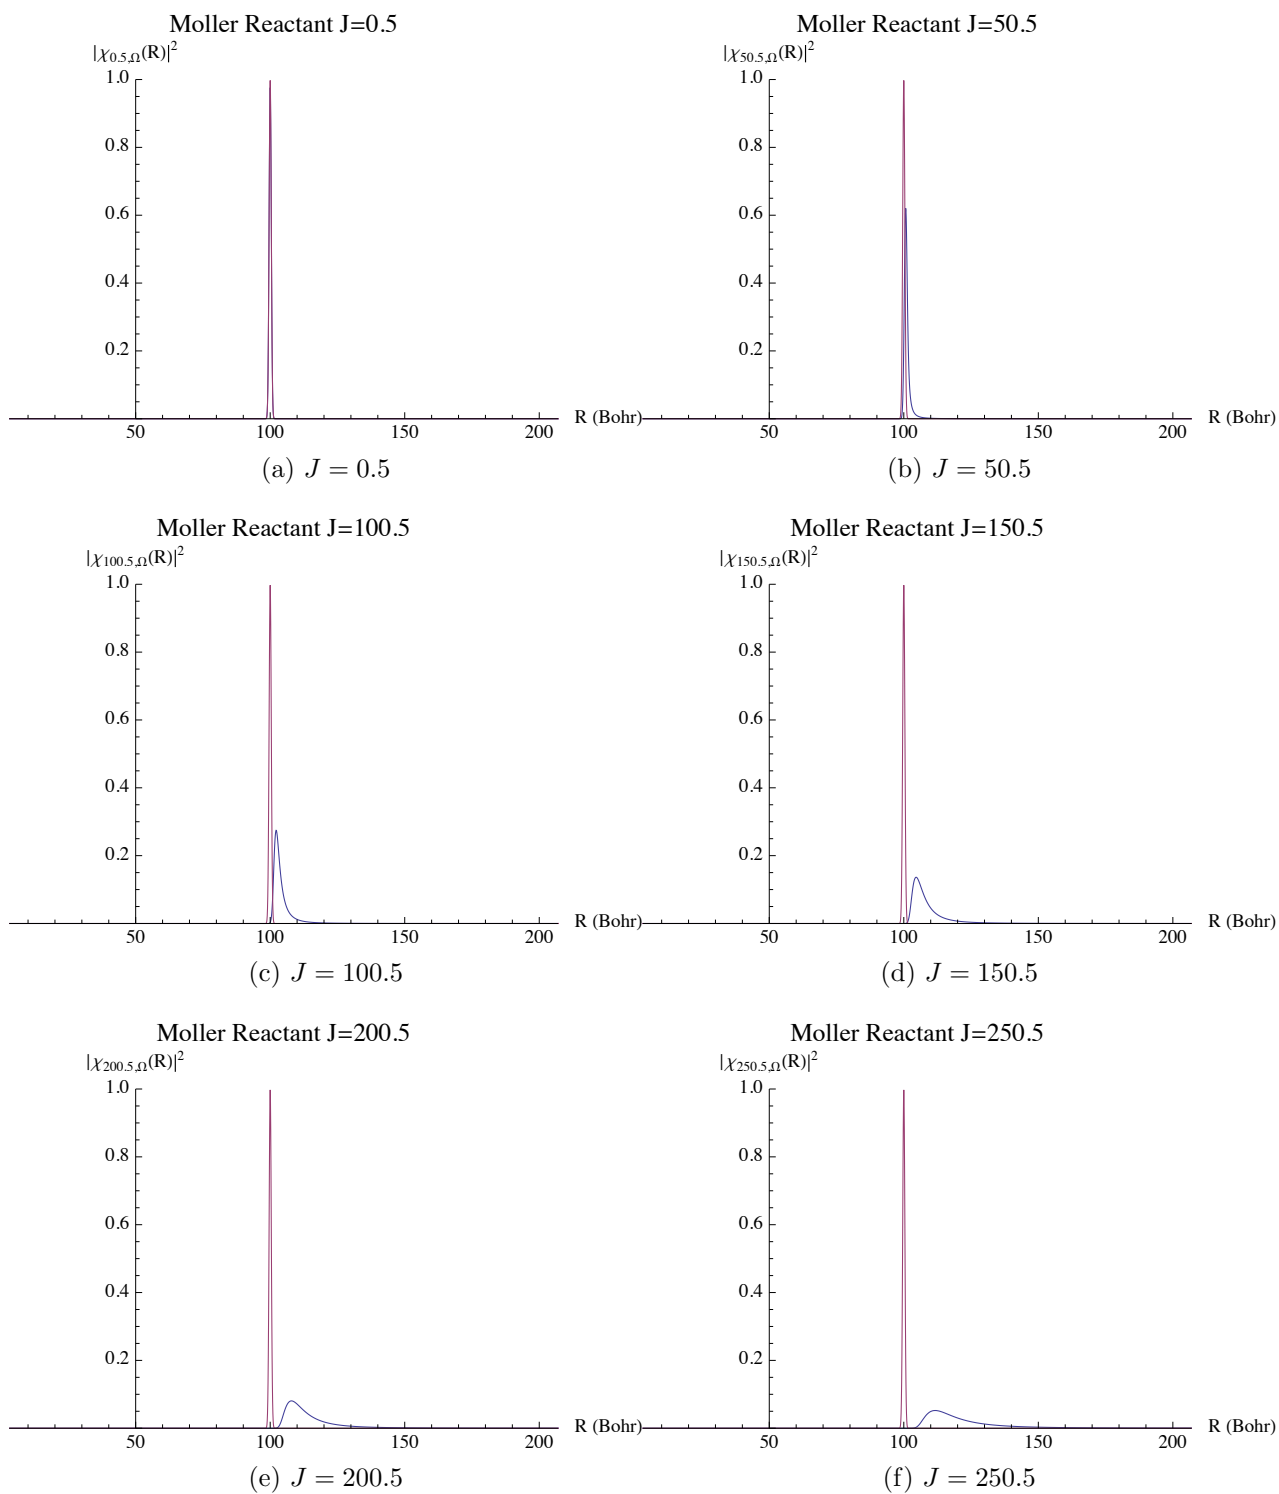 Moller Reactant J=0.5
|χ0.5,Ω(R)|2
1.0
0.8
0.6
0.4
0.2
50 100 150 200
R (Bohr)
(a) J = 0.5
Moller Reactant J=50.5
|χ50.5,Ω(R)|2
1.0
0.8
0.6
0.4
0.2
50 100 150 200
R (Bohr)
(b) J = 50.5
Moller Reactant J=100.5
|χ100.5,Ω(R)|2
1.0
0.8
0.6
0.4
0.2
50 100 150 200
R (Bohr)
(c) J = 100.5
Moller Reactant J=150.5
|χ150.5,Ω(R)|2
1.0
0.8
0.6
0.4
0.2
50 100 150 200
R (Bohr)
(d) J = 150.5
Moller Reactant J=200.5
|χ200.5,Ω(R)|2
1.0
0.8
0.6
0.4
0.2
50 100 150 200
R (Bohr)
(e) J = 200.5
Moller Reactant J=250.5
|χ250.5,Ω(R)|2
1.0
0.8
0.6
0.4
0.2
50 100 150 200
R (Bohr)
(f) J = 250.5